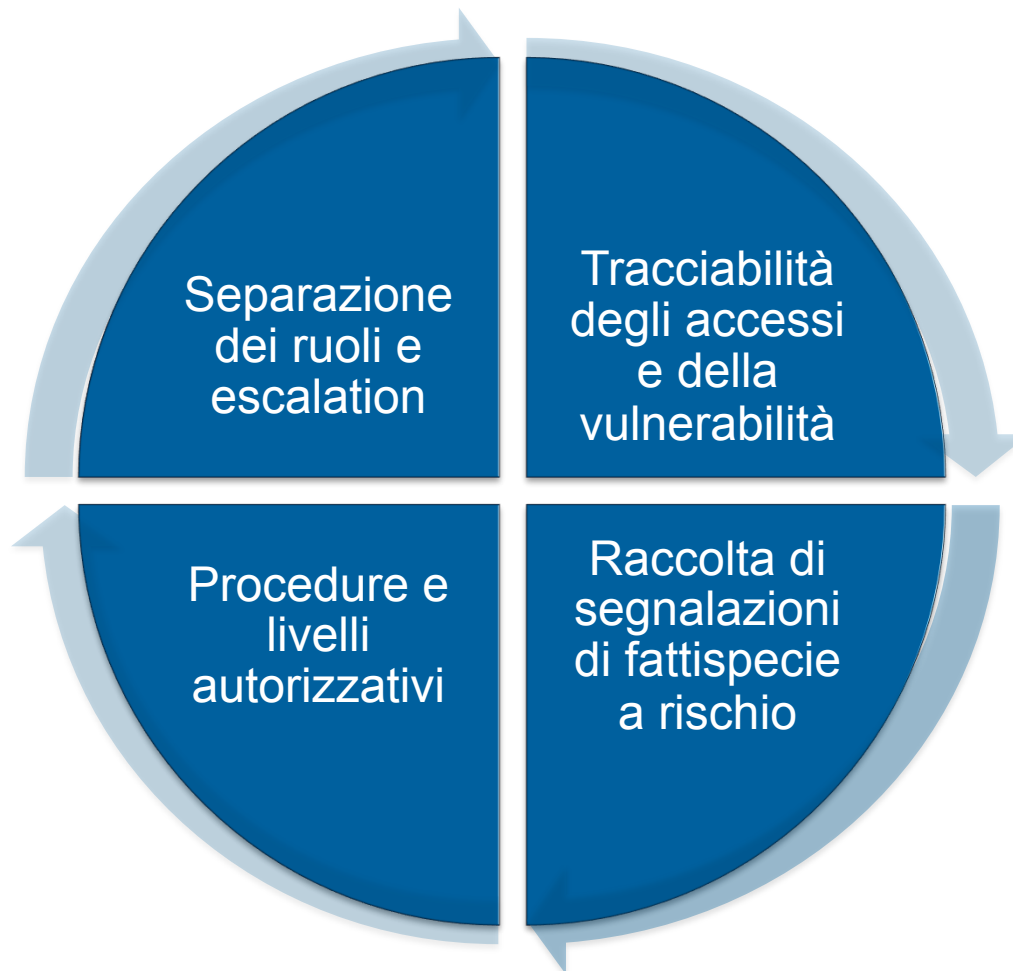 Separazione
dei ruoli e
escalation
Tracciabilità
degli accessi
e della
vulnerabilità
Procedure e
livelli
autorizzativi
Raccolta di
segnalazioni
di fattispecie
a rischio